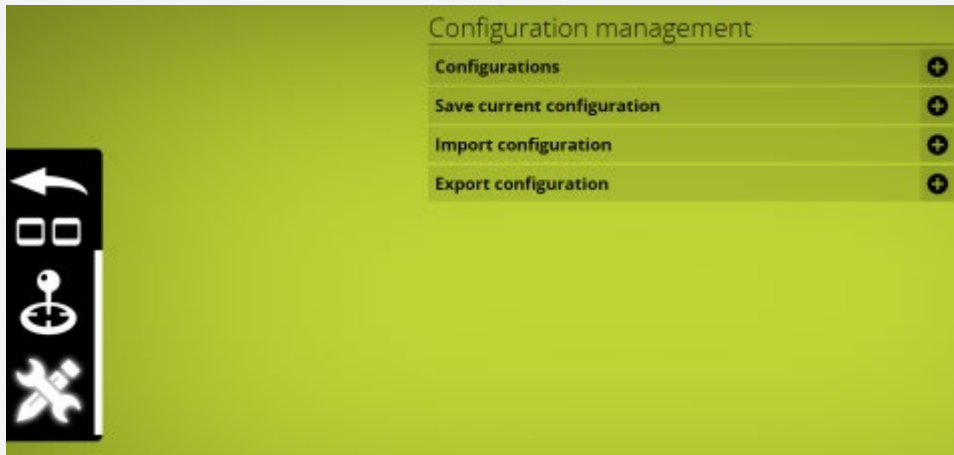 Configuration management
Configurations
Save current configuration
Import configuration
Export configuration